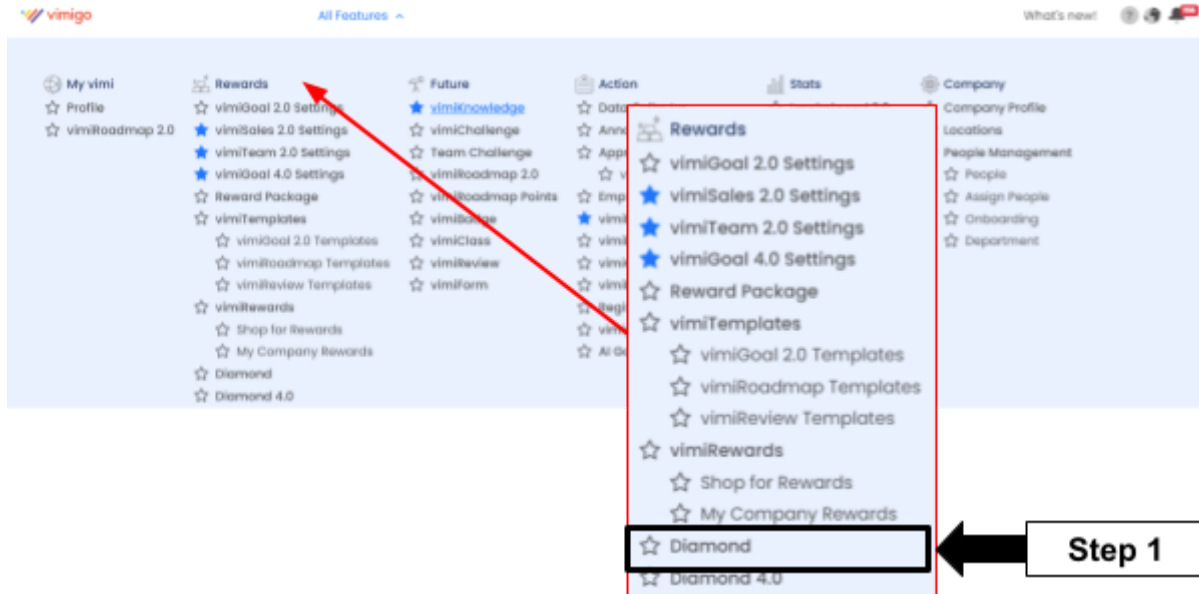 vimigo
All Features
What's new!
My vimi
Profile
vimiRoadmap 2.0
Rewards
vimiGoal 2.0 Settings
vimiSales 2.0 Settings
vimiTeam 2.0 Settings
vimiGoal 4.0 Settings
Reward Package
vimiTemplates
vimiGoal 2.0 Templates
vimiRoadmap Templates
vimiReview Templates
vimiRewards
Shop for Rewards
My Company Rewards
Diamond
Diamond 4.0
Future
vimiKnowledge
vimiChallenge
Team Challenge
vimiRoadmap 2.0
vimiRoadmap Points
vimiBadge
vimiClass
vimiReview
vimiForm
Action
Stats
Company
Company Profile
Locations
People Management
People
Assign People
Onboarding
Department
Rewards
vimiGoal 2.0 Settings
vimiSales 2.0 Settings
vimiTeam 2.0 Settings
vimiGoal 4.0 Settings
Reward Package
vimiTemplates
vimiGoal 2.0 Templates
vimiRoadmap Templates
vimiReview Templates
vimiRewards
Shop for Rewards
My Company Rewards
Diamond
Diamond 4.0
Step 1